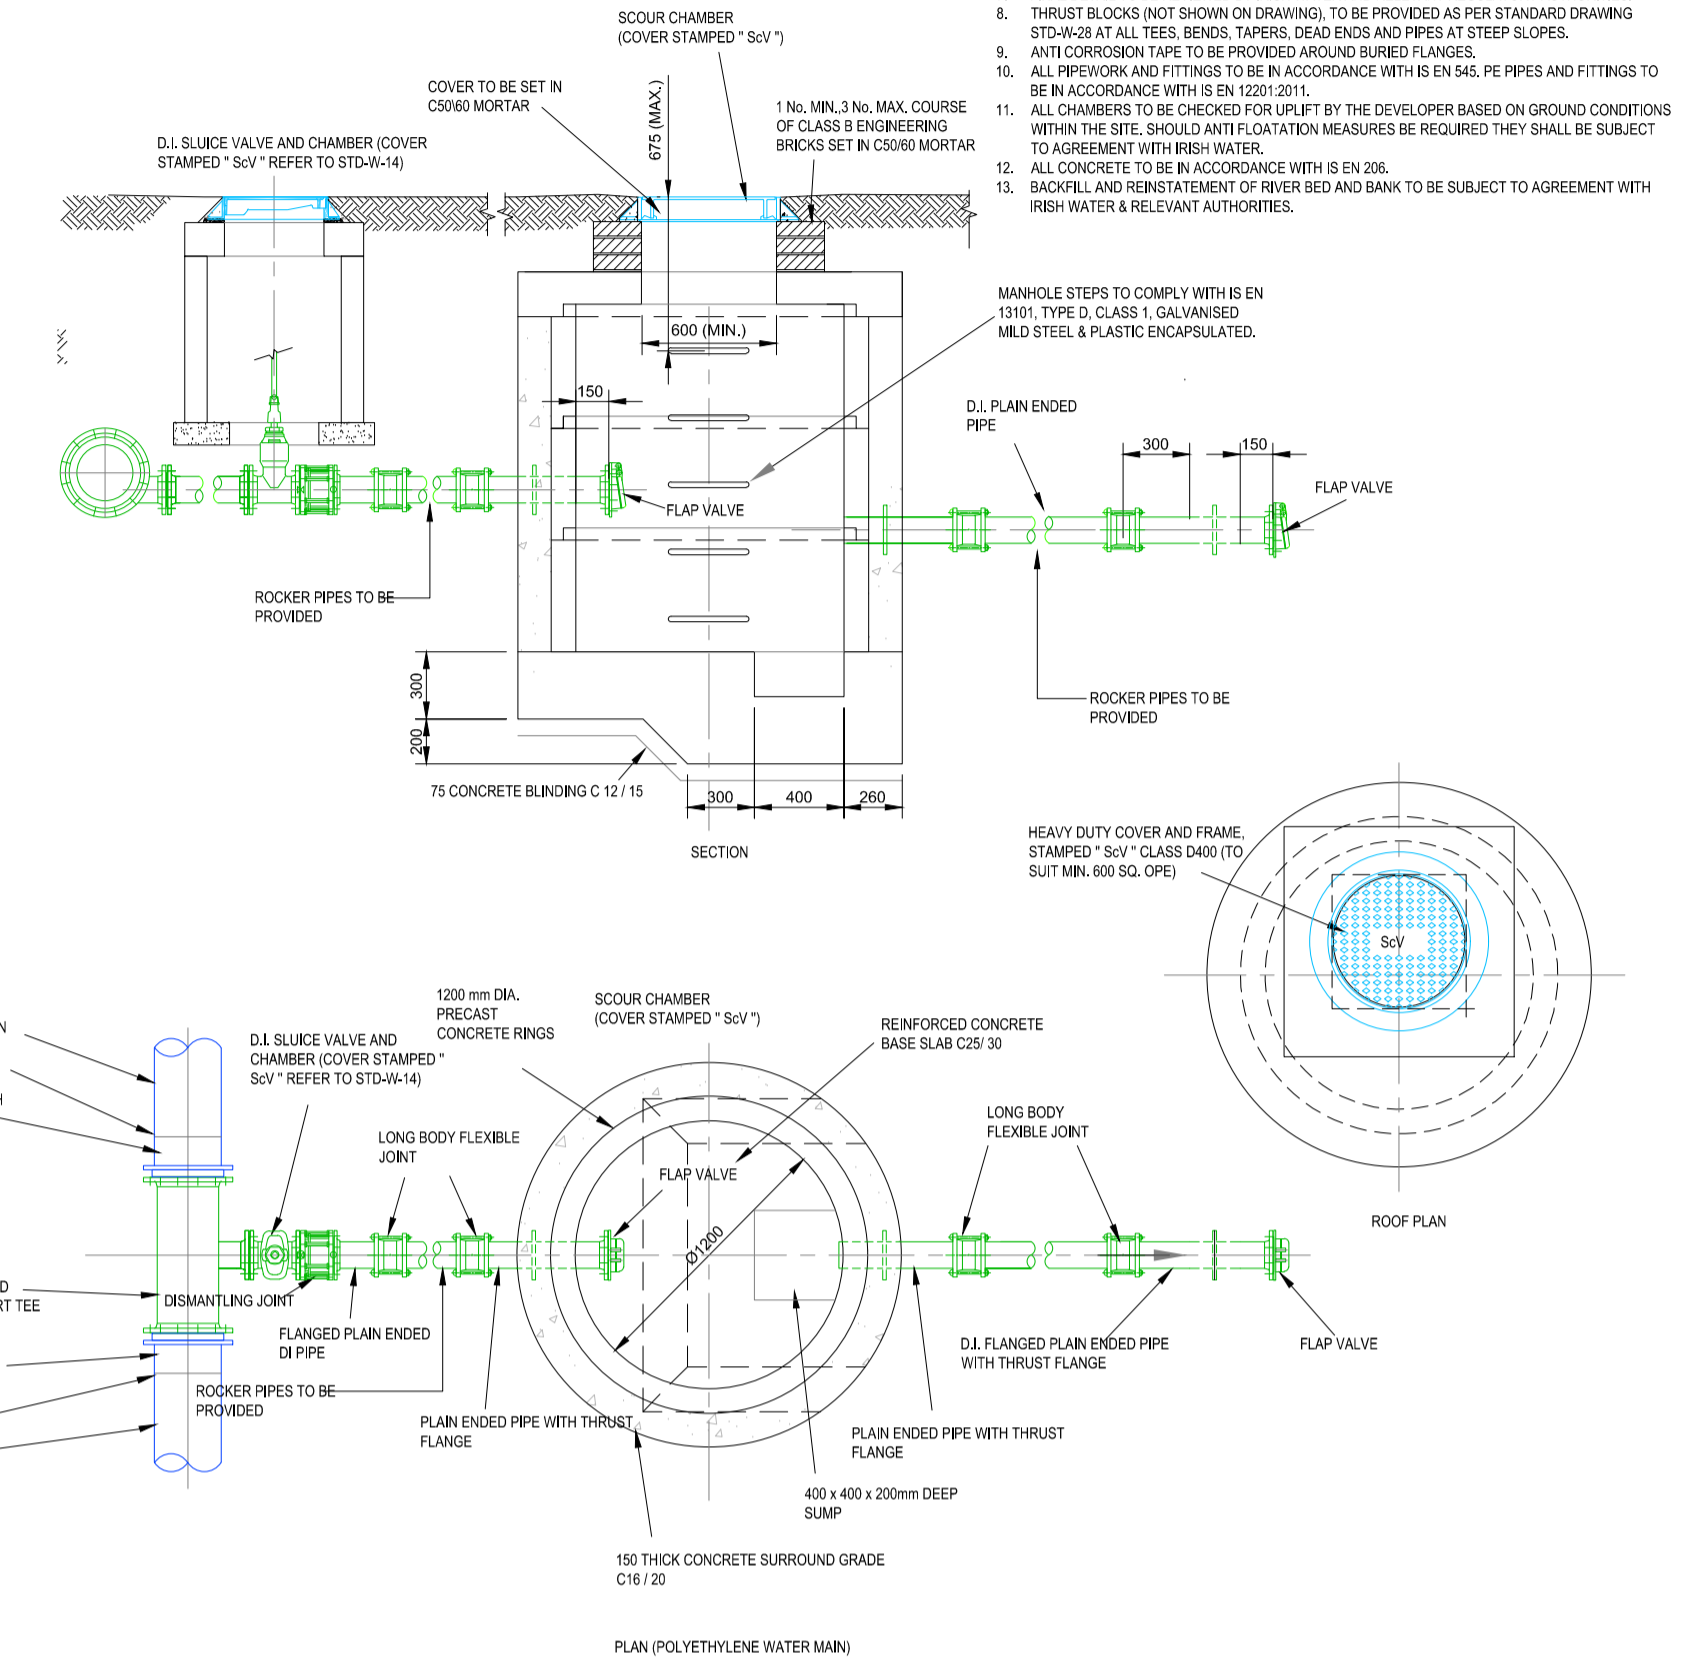 8. THRUST BLOCKS (NOT SHOWN ON DRAWING), TO BE PROVIDED AS PER STANDARD DRAWING
STD-W-28 AT ALL TEES, BENDS, TAPERS, DEAD ENDS AND PIPES AT STEEP SLOPES.
9. ANTI CORROSION TAPE TO BE PROVIDED AROUND BURIED FLANGES.
10. ALL PIPEWORK AND FITTINGS TO BE IN ACCORDANCE WITH IS EN 545. PE PIPES AND FITTINGS TO
BE IN ACCORDANCE WITH IS EN 12201:2011.
11. ALL CHAMBERS TO BE CHECKED FOR UPLIFT BY THE DEVELOPER BASED ON GROUND CONDITIONS
WITHIN THE SITE. SHOULD ANTI FLOATATION MEASURES BE REQUIRED THEY SHALL BE SUBJECT
TO AGREEMENT WITH IRISH WATER.
12. ALL CONCRETE TO BE IN ACCORDANCE WITH IS EN 206.
13. BACKFILL AND REINSTATEMENT OF RIVER BED AND BANK TO BE SUBJECT TO AGREEMENT WITH
IRISH WATER & RELEVANT AUTHORITIES.
SCOUR CHAMBER
(COVER STAMPED " ScV ")
COVER TO BE SET IN
C50\60 MORTAR
675 (MAX.)
1 No. MIN.,3 No. MAX. COURSE
OF CLASS B ENGINEERING
BRICKS SET IN C50/60 MORTAR
D.I. SLUICE VALVE AND CHAMBER (COVER
STAMPED " ScV " REFER TO STD-W-14)
MANHOLE STEPS TO COMPLY WITH IS EN
13101, TYPE D, CLASS 1, GALVANISED
MILD STEEL & PLASTIC ENCAPSULATED.
600 (MIN.)
150
D.I. PLAIN ENDED
PIPE
300
150
FLAP VALVE
FLAP VALVE
ROCKER PIPES TO BE
PROVIDED
ROCKER PIPES TO BE
PROVIDED
300
200
75 CONCRETE BLINDING C 12 / 15
300
400
260
SECTION
HEAVY DUTY COVER AND FRAME,
STAMPED " ScV " CLASS D400 (TO
SUIT MIN. 600 SQ. OPE)
ScV
ROOF PLAN
1200 mm DIA.
PRECAST
CONCRETE RINGS
SCOUR CHAMBER
(COVER STAMPED " ScV ")
REINFORCED CONCRETE
BASE SLAB C25/ 30
N
D.I. SLUICE VALVE AND
CHAMBER (COVER STAMPED "
ScV " REFER TO STD-W-14)
H
LONG BODY FLEXIBLE
JOINT
LONG BODY
FLEXIBLE JOINT
FLAP VALVE
Ø1200
D
RT TEE
DISMANTLING JOINT
FLANGED PLAIN ENDED
DI PIPE
D.I. FLANGED PLAIN ENDED PIPE
WITH THRUST FLANGE
FLAP VALVE
ROCKER PIPES TO BE
PROVIDED
PLAIN ENDED PIPE WITH THRUST
FLANGE
PLAIN ENDED PIPE WITH THRUST
FLANGE
400 x 400 x 200mm DEEP
SUMP
150 THICK CONCRETE SURROUND GRADE
C16 / 20
PLAN (POLYETHYLENE WATER MAIN)